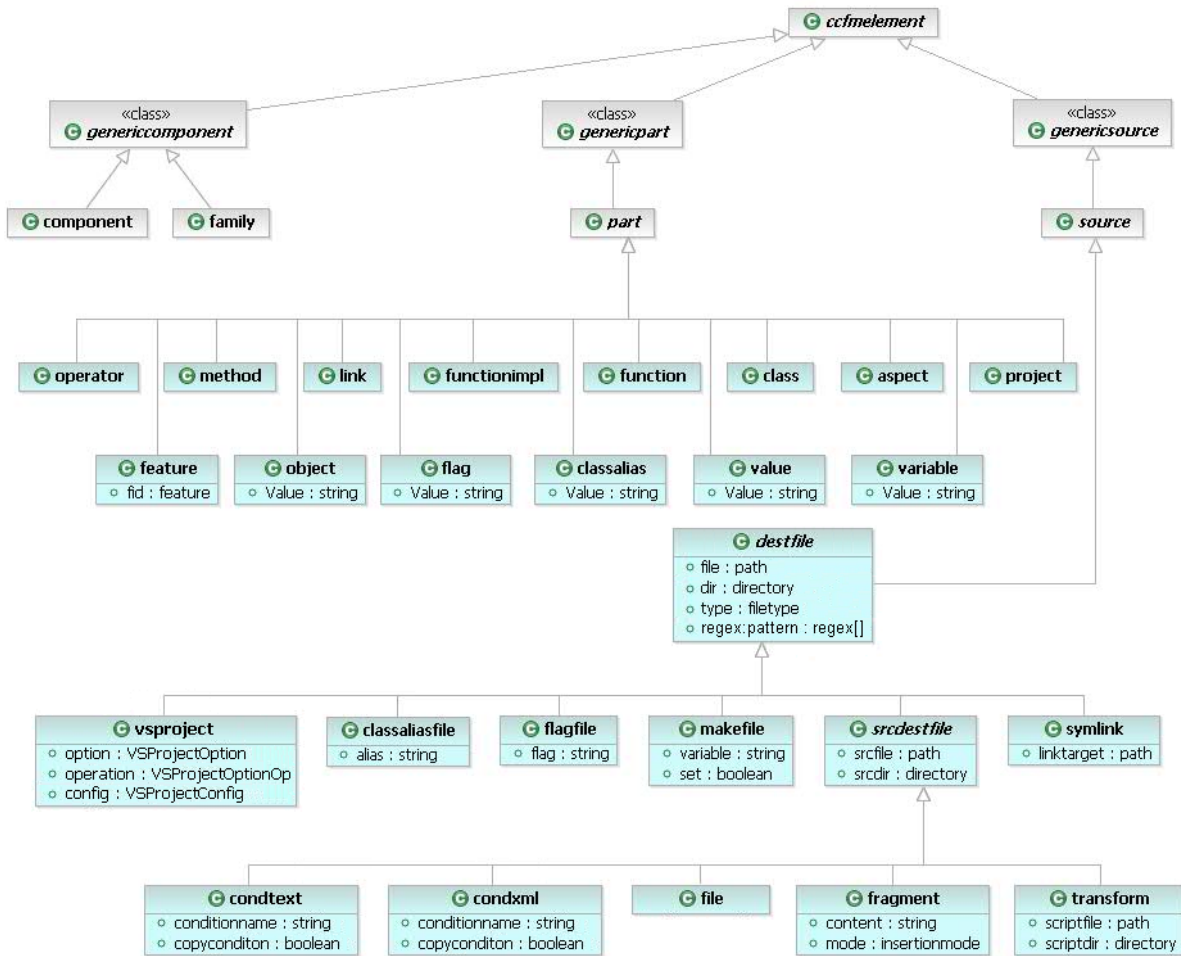 ccfmelement
«class»
genericcomponent
«class»
genericpart
«class»
genericsource
component
family
part
source
operator
method
link
functionimpl
function
class
aspect
project
feature
fid : feature
object
Value : string
flag
Value : string
classalias
Value : string
value
Value : string
variable
Value : string
destfile
file : path
dir : directory
type : filetype
regex:pattern : regex[]
vsproject
option : VSProjectOption
operation : VSProjectOptionOp
config : VSProjectConfig
classaliasfile
alias : string
flagfile
flag : string
makefile
variable : string
set : boolean
srcdestfile
srcfile : path
srcdir : directory
symlink
linktarget : path
condtext
conditionname : string
copyconditon : boolean
condxml
conditionname : string
copyconditon : boolean
file
fragment
content : string
mode : insertionmode
transform
scriptfile : path
scriptdir : directory